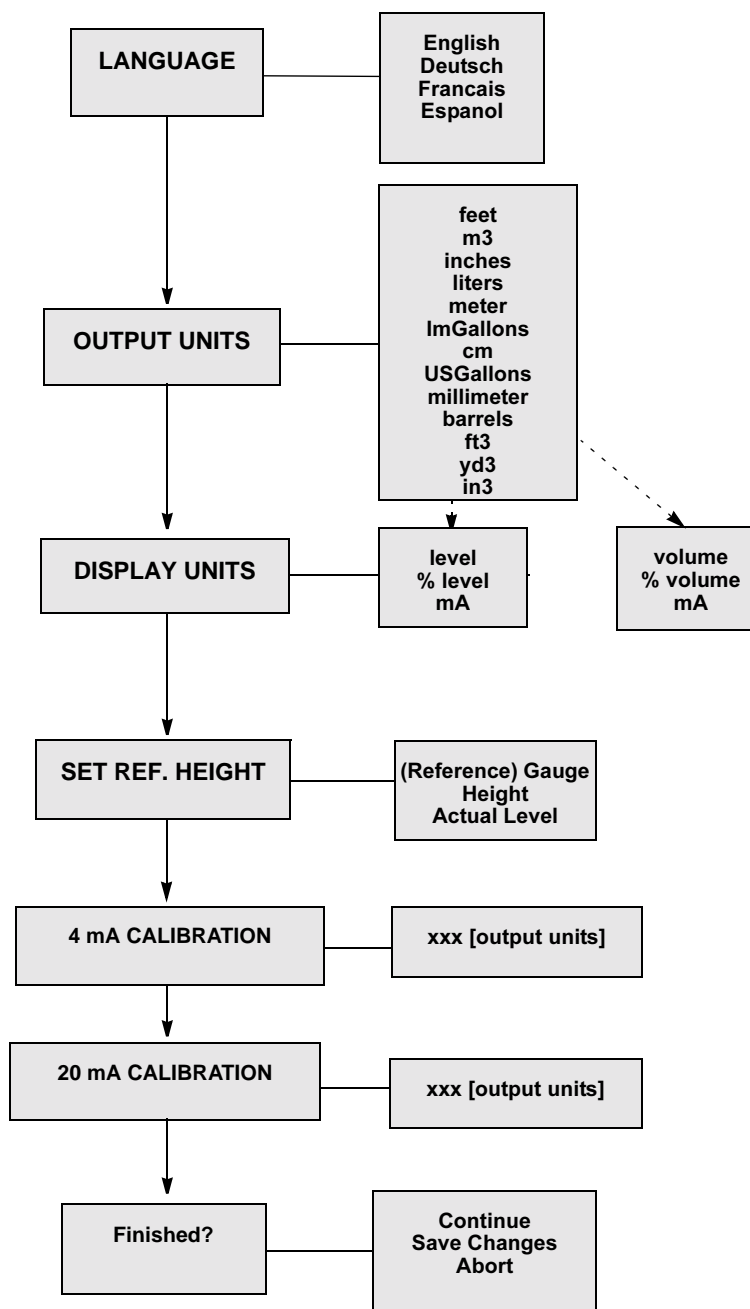 LANGUAGE
English
Deutsch
Francais
Espanol
OUTPUT UNITS
feet
m3
inches
liters
meter
ImGallons
cm
USGallons
millimeter
barrels
ft3
yd3
in3
DISPLAY UNITS
level
% level
mA
volume
% volume
mA
SET REF. HEIGHT
(Reference) Gauge
Height
Actual Level
4 mA CALIBRATION
xxx [output units]
20 mA CALIBRATION
xxx [output units]
Finished?
Continue
Save Changes
Abort